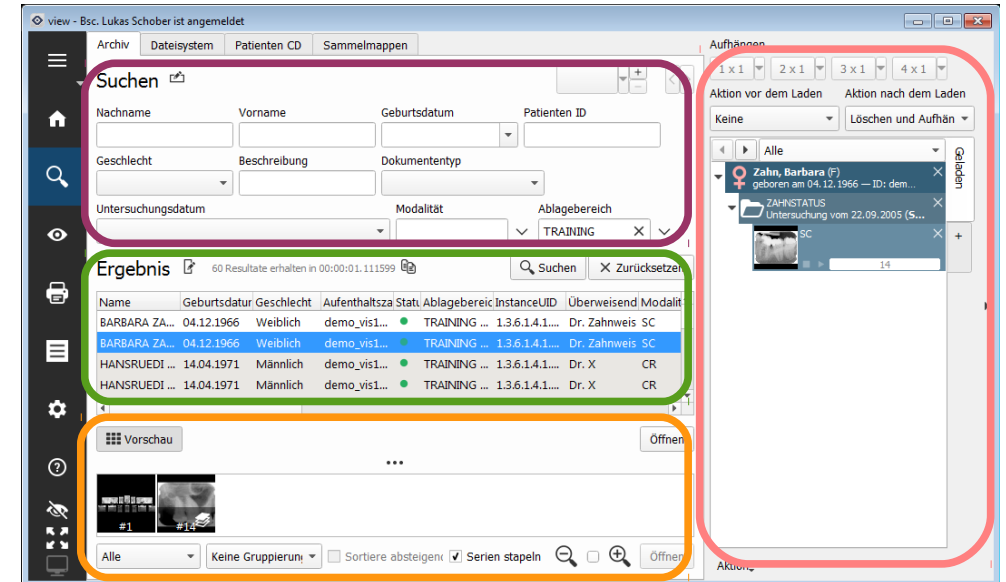 view - Bsc. Lukas Schober ist angemeldet
Archiv Dateisystem Patienten CD Sammelmappen
Suchen
Nachname Vorname Geburtsdatum Patienten ID
Geschlecht Beschreibung Dokumententyp
Untersuchungsdatum Modalität Ablagebereich
TRAINING
Ergebnis 60 Resultate erhalten in 00:00:01.111599 Suchen Zurücksetzen
Name Geburtsdatur Geschlecht Aufenthaltsza Statu Ablagebereic InstanceUID Überweisend Modalit
BARBARA ZA... 04.12.1966 Weiblich demo_vis1... TRAINING ... 1.3.6.1.4.1.... Dr. Zahnweis SC
BARBARA ZA... 04.12.1966 Weiblich demo_vis1... TRAINING ... 1.3.6.1.4.1.... Dr. Zahnweis SC
HANSRUEDI ... 14.04.1971 Männlich demo_vis1... TRAINING ... 1.3.6.1.4.1.... Dr. X CR
HANSRUEDI ... 14.04.1971 Männlich demo_vis1... TRAINING ... 1.3.6.1.4.1.... Dr. X CR
Vorschau Öffnen
#1 #14
Alle Keine Gruppierun Sortiere absteigend Serien stapeln Öffnen
Aufhängen
1 x 1 2 x 1 3 x 1 4 x 1
Aktion vor dem Laden Aktion nach dem Laden
Keine Löschen und Aufhän
Alle
Geladen
Zahn, Barbara (F)
geboren am 04.12.1966 — ID: dem...
ZAHNSTATUS
Untersuchung vom 22.09.2005 (S...
SC
14
+